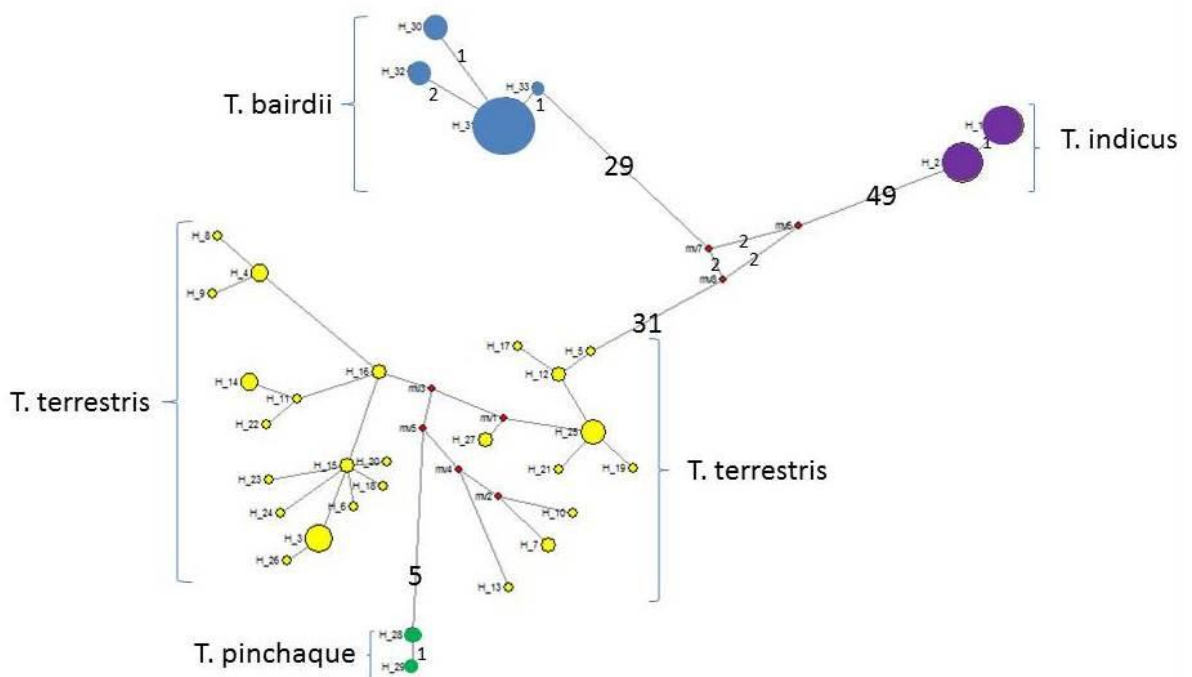 H_30
1
H_32
2
H_33
1
H_31
T. bairdii
H_1
1
H_2
T. indicus
29
49
mv6
mv7
2
2
2
mv8
31
H_8
H_4
H_9
H_17
H_5
H_12
H_16
H_14
H_11
H_22
mv3
mv1
mv5
H_27
H_25
T. terrestris
H_15
H_20
H_23
H_18
H_6
H_24
H_3
H_26
mv4
mv2
H_21
H_19
H_10
H_7
H_13
T. terrestris
5
H_28
1
H_29
T. pinchaque